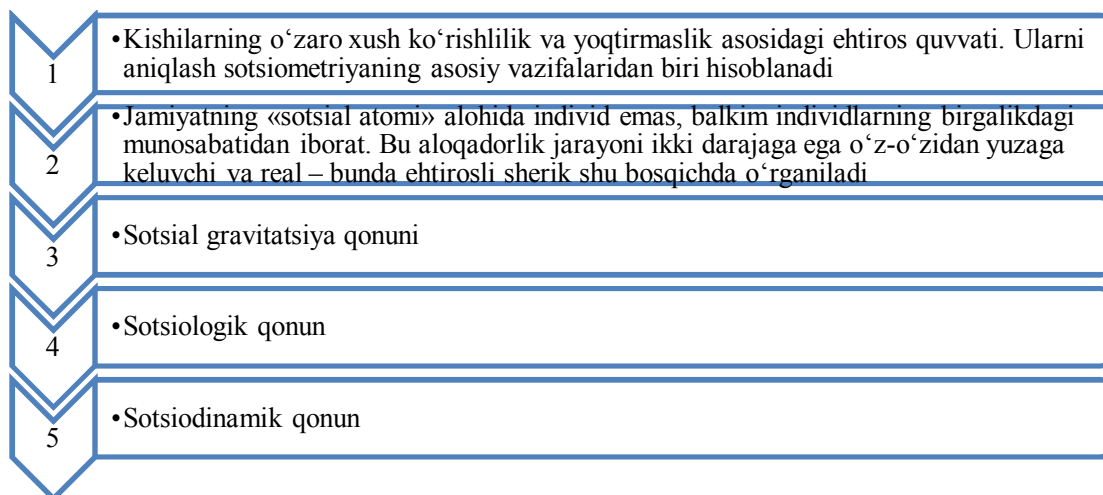 1
•Kishilarning o‘zaro xush ko‘rishlilik va yoqtirmaslik asosidagi ehtiros quvvati. Ularni
aniqlash sotsiometriyaning asosiy vazifalaridan biri hisoblanadi
2
•Jamiyatning «sotsial atomi» alohida individ emas, balkim individlarning birgalikdagi
munosabatidan iborat. Bu aloqadorlik jarayoni ikki darajaga ega o‘z-o‘zidan yuzaga
keluvchi va real – bunda ehtirosli sherik shu bosqichda o‘rganiladi
3
•Sotsial gravitatsiya qonuni
4
•Sotsiologik qonun
5
•Sotsiodinamik qonun